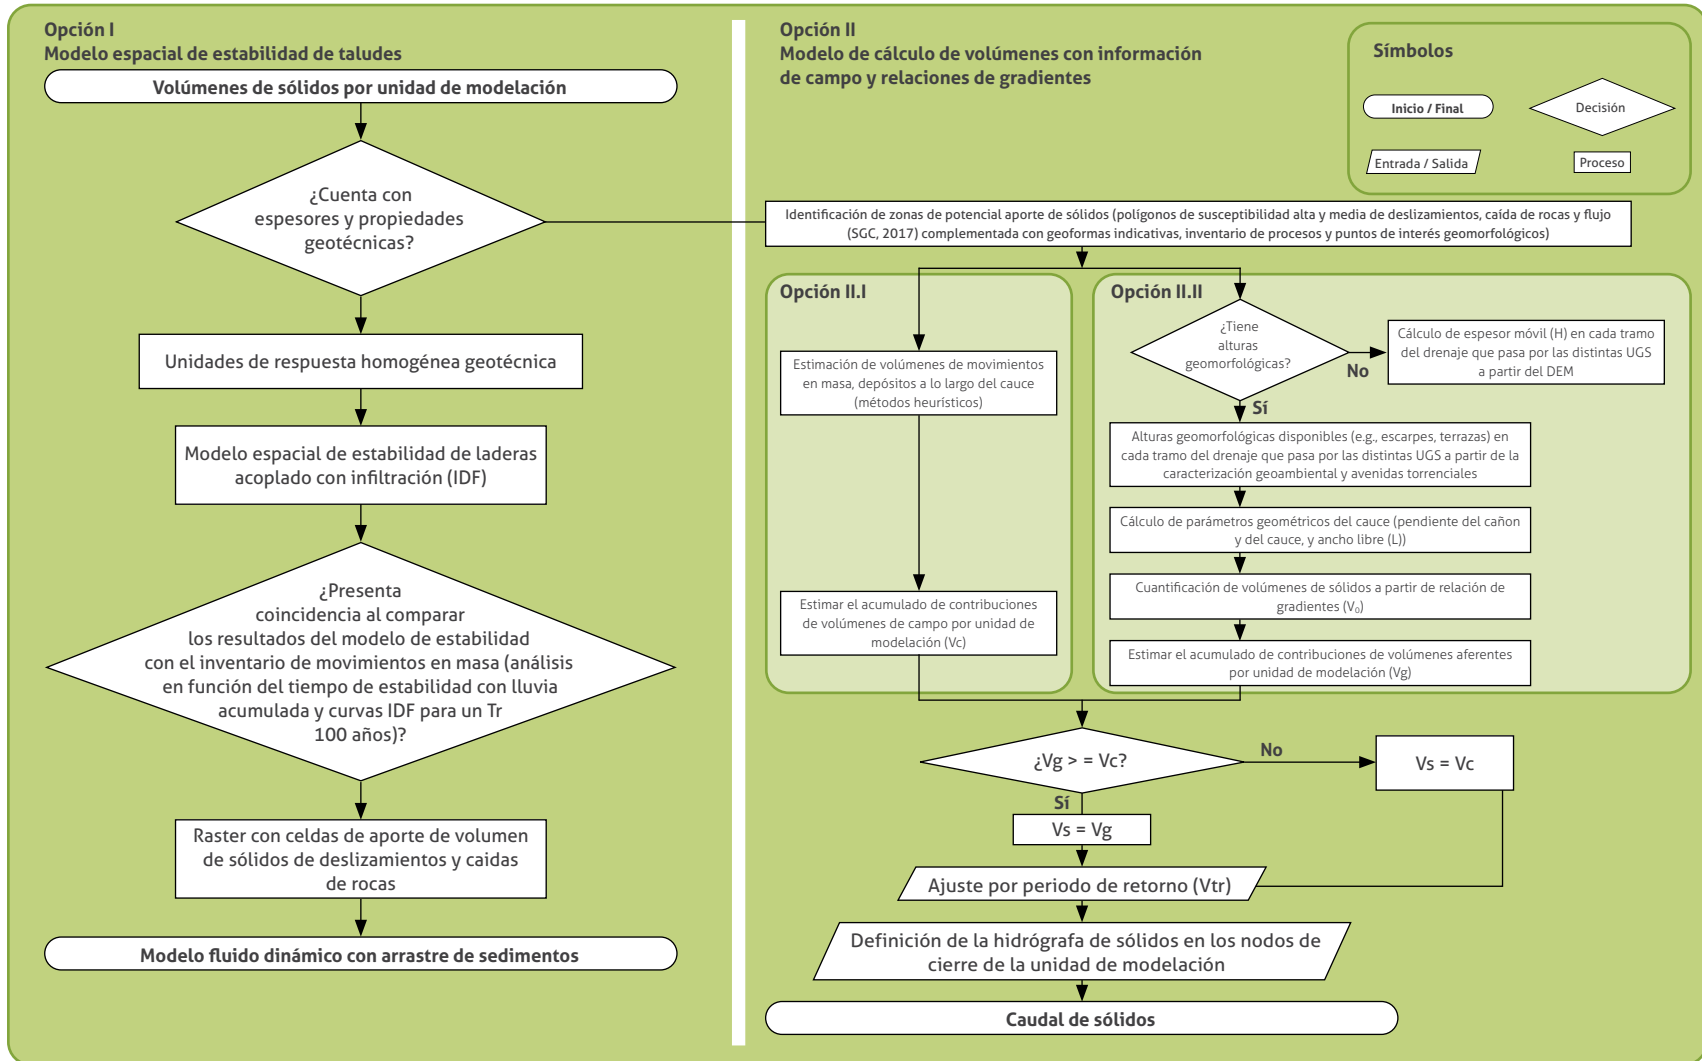 Opción I
Modelo espacial de estabilidad de taludes
Volúmenes de sólidos por unidad de modelación
¿Cuenta con
espesores y propiedades
geotécnicas?
Unidades de respuesta homogénea geotécnica
Modelo espacial de estabilidad de laderas
acoplado con infiltración (IDF)
¿Presenta
coincidencia al comparar
los resultados del modelo de estabilidad
con el inventario de movimientos en masa (análisis
en función del tiempo de estabilidad con lluvia
acumulada y curvas IDF para un Tr
100 años)?
Raster con celdas de aporte de volumen
de sólidos de deslizamientos y caidas
de rocas
Modelo fluido dinámico con arrastre de sedimentos
Opción II
Modelo de cálculo de volúmenes con información
de campo y relaciones de gradientes
Símbolos
Inicio / Final
Decisión
Entrada / Salida
Proceso
Identificación de zonas de potencial aporte de sólidos (polígonos de susceptibilidad alta y media de deslizamientos, caída de rocas y flujo
(SGC, 2017) complementada con geoformas indicativas, inventario de procesos y puntos de interés geomorfológicos)
Opción II.I
Estimación de volúmenes de movimientos
en masa, depósitos a lo largo del cauce
(métodos heurísticos)
Estimar el acumulado de contribuciones
de volúmenes de campo por unidad de
modelación (Vc)
Opción II.II
¿Tiene
alturas
geomorfológicas?
No
Cálculo de espesor móvil (H) en cada tramo
del drenaje que pasa por las distintas UGS
a partir del DEM
Sí
Alturas geomorfológicas disponibles (e.g., escarpes, terrazas) en
cada tramo del drenaje que pasa por las distintas UGS a partir de la
caracterización geoambiental y avenidas torrenciales
Cálculo de parámetros geométricos del cauce (pendiente del cañon
y del cauce, y ancho libre (L))
Cuantificación de volúmenes de sólidos a partir de relación de
gradientes (V₀)
Estimar el acumulado de contribuciones de volúmenes aferentes
por unidad de modelación (Vg)
¿Vg > = Vc?
No
Vs = Vc
Sí
Vs = Vg
Ajuste por periodo de retorno (Vtr)
Definición de la hidrógrafa de sólidos en los nodos de
cierre de la unidad de modelación
Caudal de sólidos